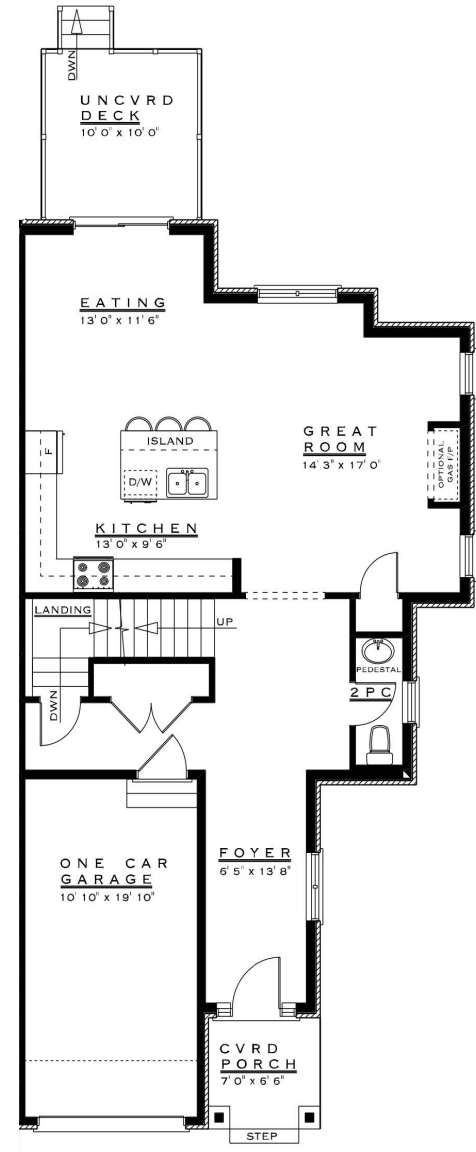 DWN
UNCVRD
DECK
10' 0" x 10' 0"
EATING
13' 0" x 11' 6"
GREAT
ROOM
14' 3" x 17' 0"
OPTIONAL
GAS F/P
ISLAND
F
D/W
KITCHEN
13' 0" x 9' 6"
LANDING
UP
DWN
PEDESTAL
2 PC
FOYER
6' 5" x 13' 8"
ONE CAR
GARAGE
10' 10" x 19' 10"
CVRD
PORCH
7' 0" x 6' 6"
STEP